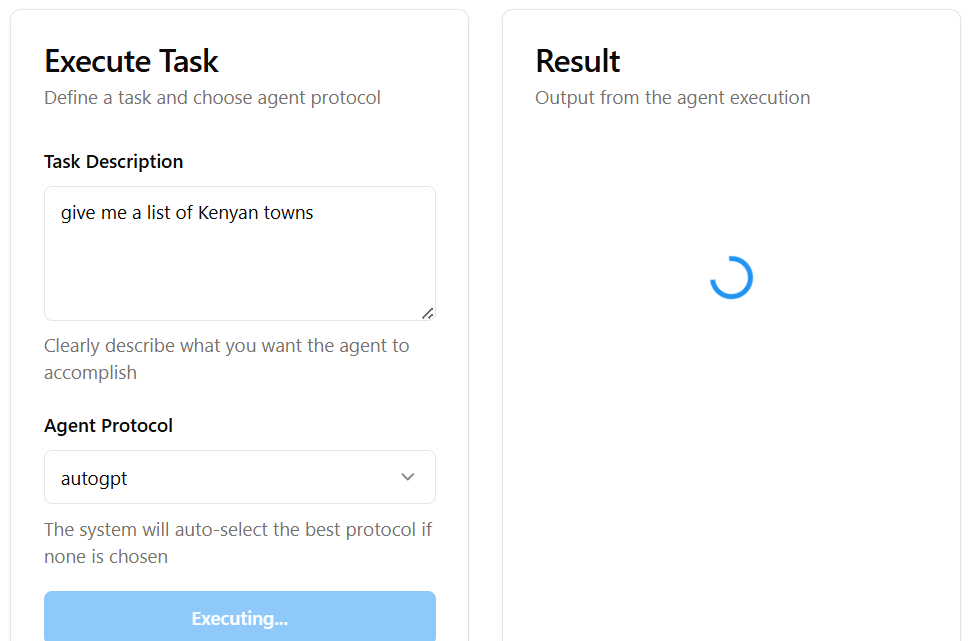 Execute Task
Define a task and choose agent protocol
Task Description
give me a list of Kenyan towns
Clearly describe what you want the agent to
accomplish
Agent Protocol
autogpt
The system will auto-select the best protocol if
none is chosen
Executing...
Result
Output from the agent execution